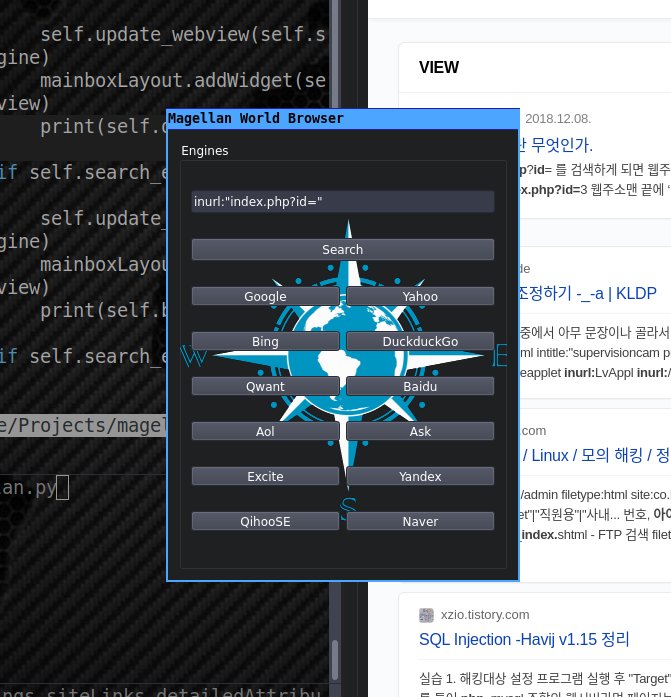 self.update_webview(self.s
gine)
mainboxLayout.addWidget(se
view)
print(self.
if self.search_e
self.update_
gine)
mainboxLayou
view)
print(self.b
if self.search_e
e/Projects/magel
an.py
ngs siteLinks detailedAttribu
Magellan World Browser
Engines
inurl:"index.php?id="
Search
Google
Yahoo
Bing
DuckduckGo
Qwant
Baidu
Aol
Ask
Excite
Yandex
QihooSE
Naver
W
E
S
VIEW
2018.12.08.
무엇인가.
p?id= 를 검색하게 되면 웹주
x.php?id=3 웹주소맨 끝에 '
de
조정하기 -_-a | KLDP
중에서 아무 문장이나 골라서
ml intitle:"supervisioncam p
eapplet inurl:LvAppl inurl:/
.com
/ Linux / 모의 해킹 / 정
/admin filetype:html site:co.
et"|"직원용"|"사내... 번호, 아이
_index.shtml - FTP 검색 filet
xzio.tistory.com
SQL Injection -Havij v1.15 정리
실습 1. 해킹대상 설정 프로그램 실행 후 "Target